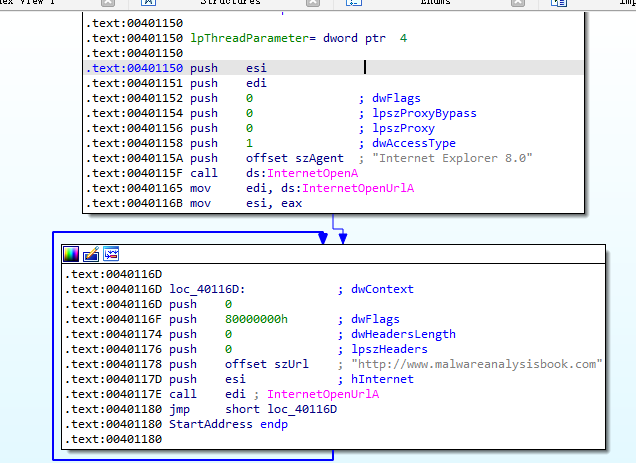 Structures
Enums
.text:00401150
.text:00401150 lpThreadParameter= dword ptr  4
.text:00401150
.text:00401150 push    esi
.text:00401151 push    edi
.text:00401152 push    0               ; dwFlags
.text:00401154 push    0               ; lpszProxyBypass
.text:00401156 push    0               ; lpszProxy
.text:00401158 push    1               ; dwAccessType
.text:0040115A push    offset szAgent  ; "Internet Explorer 8.0"
.text:0040115F call    ds:InternetOpenA
.text:00401165 mov     edi, ds:InternetOpenUrlA
.text:0040116B mov     esi, eax
.text:0040116D
.text:0040116D loc_40116D:             ; dwContext
.text:0040116D push    0
.text:0040116F push    80000000h       ; dwFlags
.text:00401174 push    0               ; dwHeadersLength
.text:00401176 push    0               ; lpszHeaders
.text:00401178 push    offset szUrl    ; "http://www.malwareanalysisbook.com"
.text:0040117D push    esi             ; hInternet
.text:0040117E call    edi ; InternetOpenUrlA
.text:00401180 jmp     short loc_40116D
.text:00401180 StartAddress endp
.text:00401180